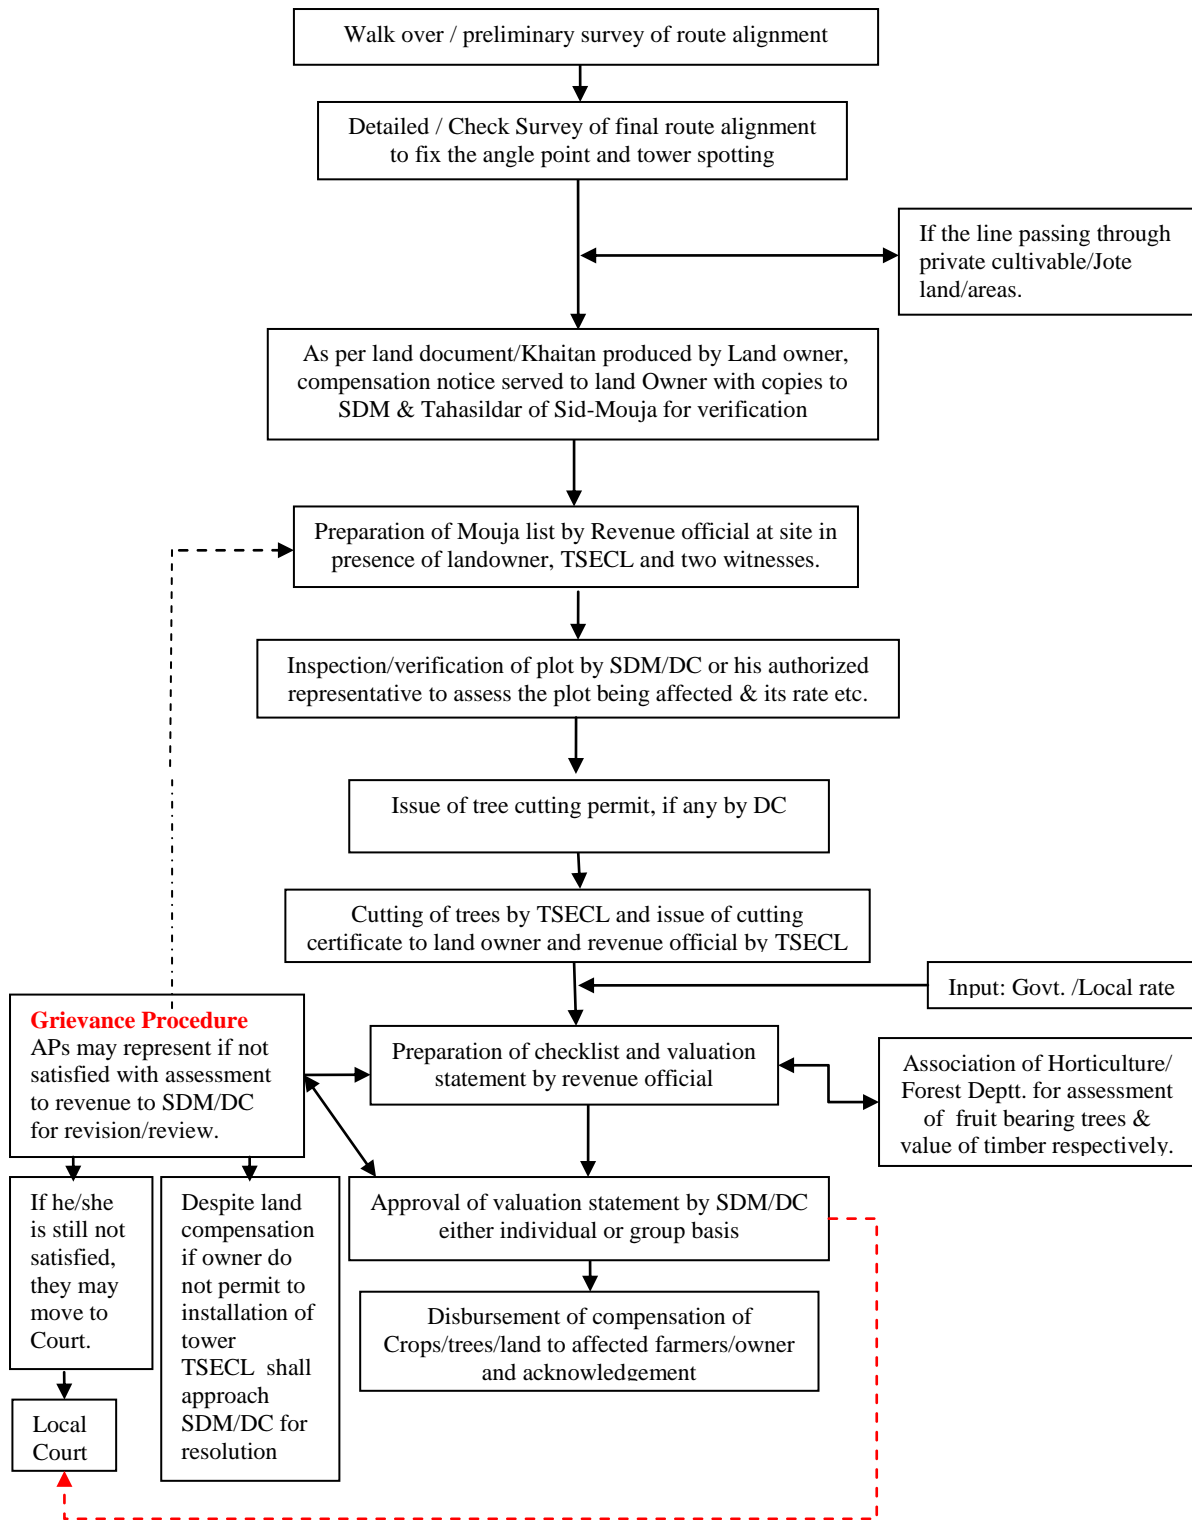 Walk over / preliminary survey of route alignment
Detailed / Check Survey of final route alignment
to fix the angle point and tower spotting
If the line passing through
private cultivable/Jote
land/areas.
As per land document/Khaitan produced by Land owner,
compensation notice served to land Owner with copies to
SDM & Tahasildar of Sid-Mouja for verification
Preparation of Mouja list by Revenue official at site in
presence of landowner, TSECL and two witnesses.
Inspection/verification of plot by SDM/DC or his authorized
representative to assess the plot being affected & its rate etc.
Issue of tree cutting permit, if any by DC
Cutting of trees by TSECL and issue of cutting
certificate to land owner and revenue official by TSECL
Input: Govt. /Local rate
Grievance Procedure
APs may represent if not
satisfied with assessment
to revenue to SDM/DC
for revision/review.
Preparation of checklist and valuation
statement by revenue official
Association of Horticulture/
Forest Deptt. for assessment
of fruit bearing trees &
value of timber respectively.
If he/she
is still not
satisfied,
they may
move to
Court.
Despite land
compensation
if owner do
not permit to
installation of
tower
TSECL shall
approach
SDM/DC for
resolution
Approval of valuation statement by SDM/DC
either individual or group basis
Disbursement of compensation of
Crops/trees/land to affected farmers/owner
and acknowledgement
Local
Court